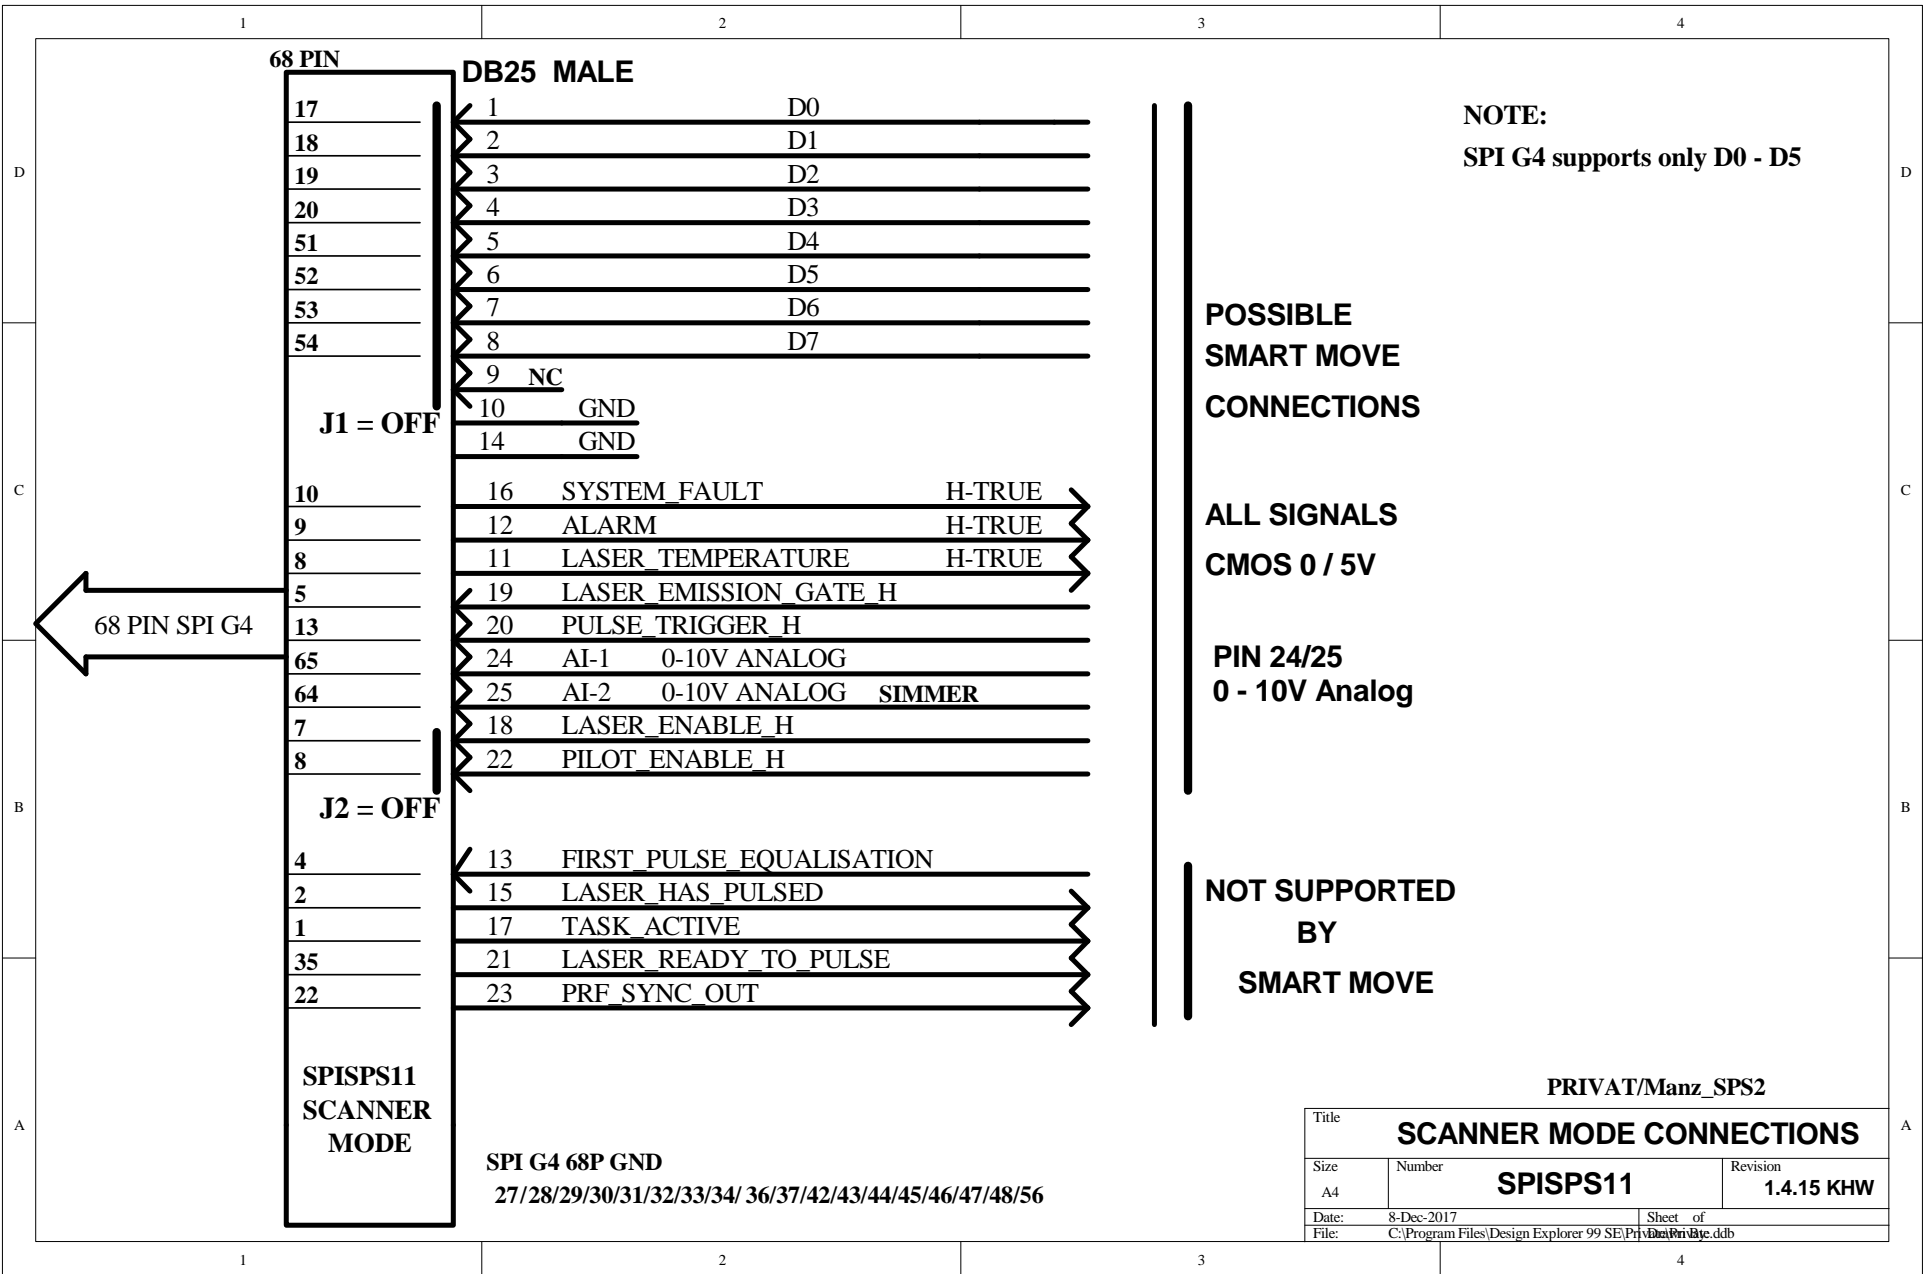 1 2 3 4
68 PIN
DB25 MALE
17 1 D0
18 2 D1
19 3 D2
20 4 D3
51 5 D4
52 6 D5
53 7 D6
54 8 D7
9 NC
J1 = OFF 10 GND
14 GND
10 16 SYSTEM_FAULT H-TRUE
9 12 ALARM H-TRUE
8 11 LASER_TEMPERATURE H-TRUE
5 19 LASER_EMISSION_GATE_H
13 20 PULSE_TRIGGER_H
65 24 AI-1 0-10V ANALOG
64 25 AI-2 0-10V ANALOG SIMMER
7 18 LASER_ENABLE_H
8 22 PILOT_ENABLE_H
J2 = OFF
4 13 FIRST_PULSE_EQUALISATION
2 15 LASER_HAS_PULSED
1 17 TASK_ACTIVE
35 21 LASER_READY_TO_PULSE
22 23 PRF_SYNC_OUT
68 PIN SPI G4
SPISPS11
SCANNER
MODE
SPI G4 68P GND
27/28/29/30/31/32/33/34/ 36/37/42/43/44/45/46/47/48/56
NOTE:
SPI G4 supports only D0 - D5
POSSIBLE
SMART MOVE
CONNECTIONS
ALL SIGNALS
CMOS 0 / 5V
PIN 24/25
0 - 10V Analog
NOT SUPPORTED
BY
SMART MOVE
PRIVAT/Manz_SPS2
Title
SCANNER MODE CONNECTIONS
Size Number Revision
A4 SPISPS11 1.4.15 KHW
Date: 8-Dec-2017 Sheet of
File: C:\Program Files\Design Explorer 99 SE\
D D
C C
B B
A A
1 2 3 4